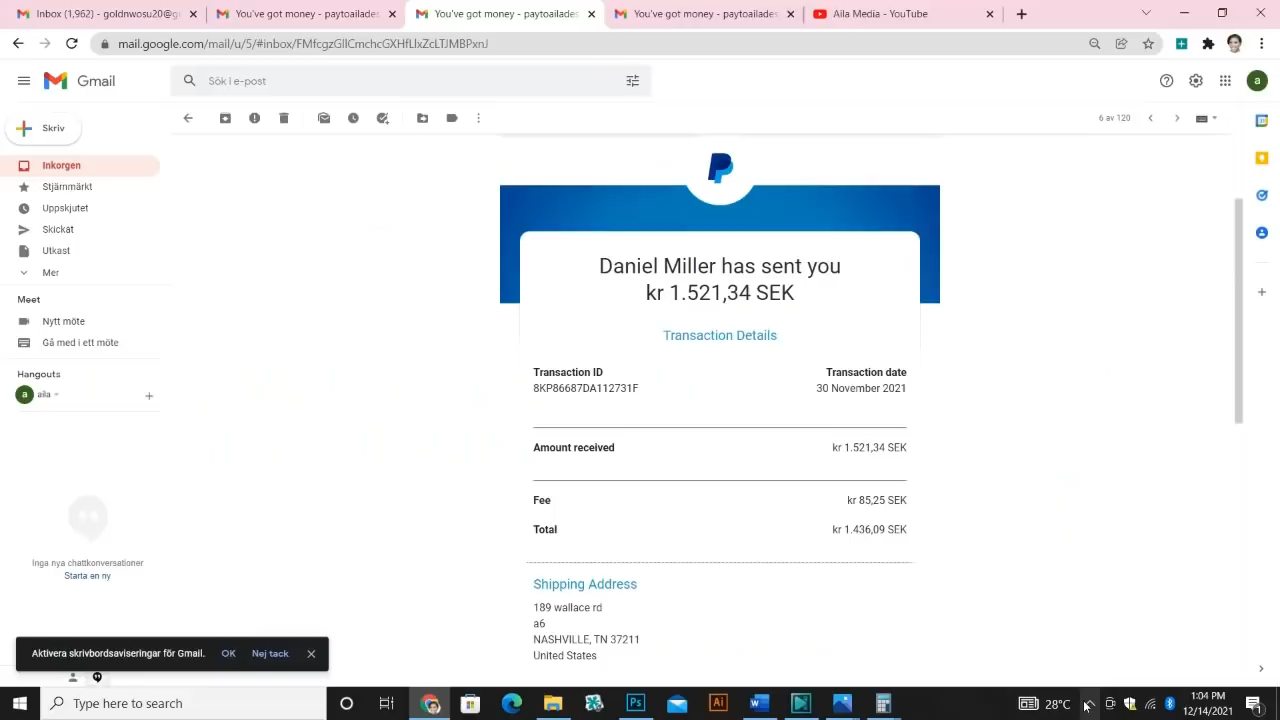 Inbox (1,602) - goldnwos20@g
You've got money - paytoailades
You've got money - paytoailades
You've got money - paytoailades
Aila Media - YouTube
mail.google.com/mail/u/5/#inbox/FMfcgzGllCmchcGXHfLlxZcLTJMBPxnJ
Gmail
Sök i e-post
a
Skriv
6 av 120
Inkorgen
Stjärnmärkt
Uppskjutet
Skickat
Utkast
Mer
Meet
Nytt möte
Gå med i ett möte
Hangouts
a aila
Inga nya chattkonversationer
Starta en ny
Daniel Miller has sent you
kr 1.521,34 SEK
Transaction Details
Transaction ID Transaction date
8KP86687DA112731F 30 November 2021
Amount received kr 1.521,34 SEK
Fee kr 85,25 SEK
Total kr 1.436,09 SEK
Shipping Address
189 wallace rd
a6
NASHVILLE, TN 37211
United States
Aktivera skrivbordsaviseringar för Gmail. OK Nej tack
Type here to search
Ps
Ai
28°C
1:04 PM
12/14/2021